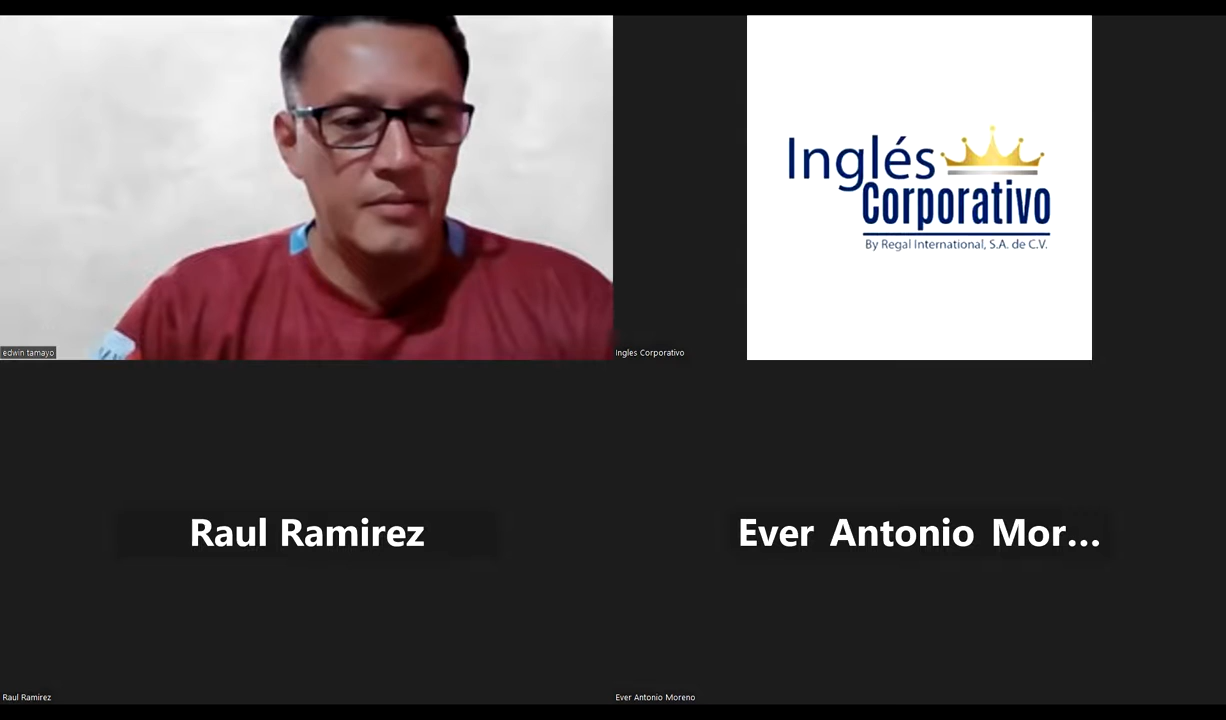 Inglés
Corporativo
By Regal International, S.A. de C.V.
edwin tamayo
Ingles Corporativo
Raul Ramirez
Ever Antonio Mor...
Raul Ramirez
Ever Antonio Moreno